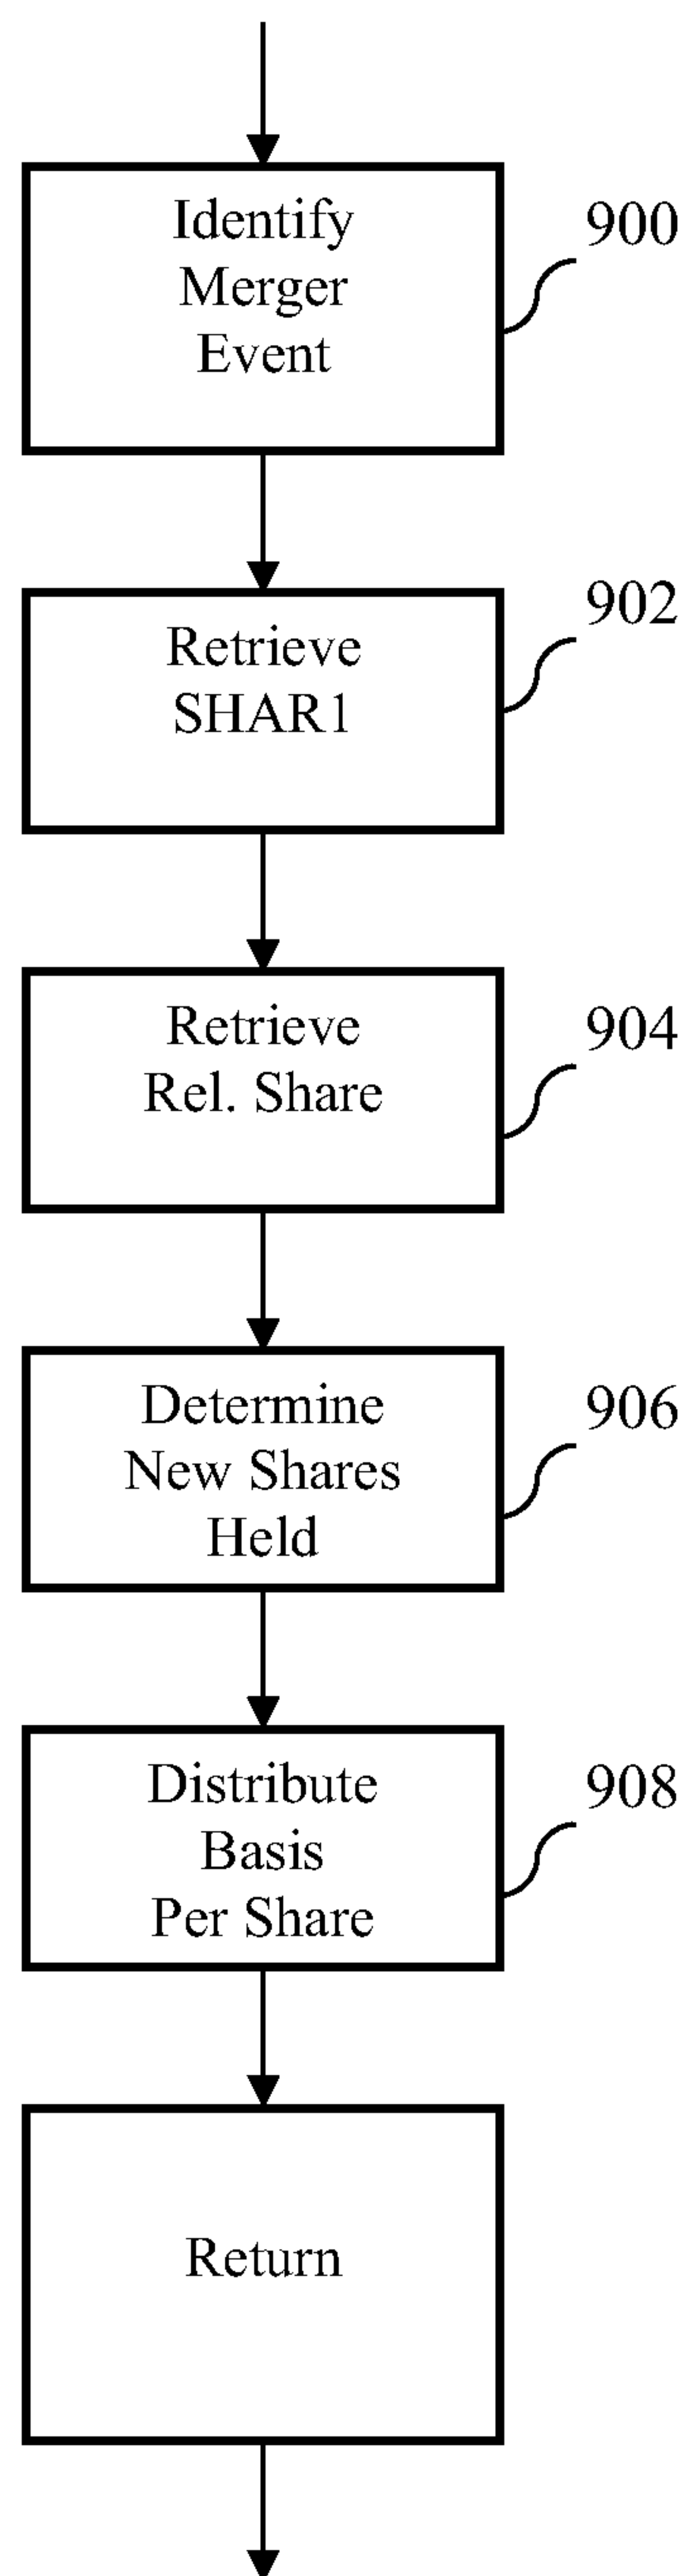 Identify
Merger
Event
900
Retrieve
SHAR1
902
Retrieve
Rel. Share
904
Determine
New Shares
Held
906
Distribute
Basis
Per Share
908
Return